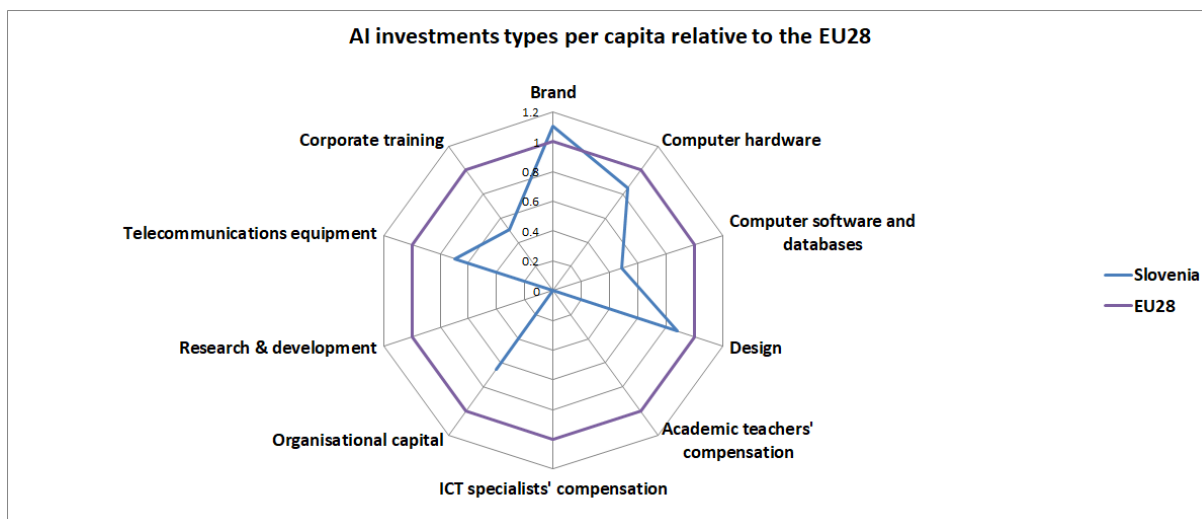 AI investments types per capita relative to the EU28
Brand
1.2
Corporate training
Computer hardware
1
0.8
0.6
Telecommunications equipment
Computer software and
databases
0.4
0.2
Slovenia
0
EU28
Research & development
Design
Organisational capital
Academic teachers'
compensation
ICT specialists' compensation